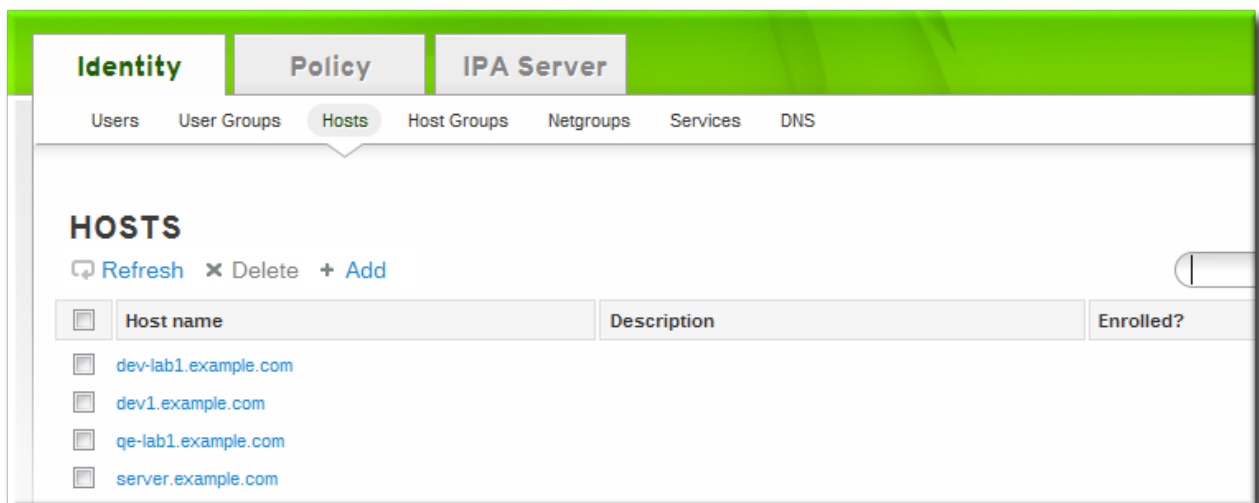 Identity Policy IPA Server
Users User Groups Hosts Host Groups Netgroups Services DNS
HOSTS
Refresh Delete Add
Host name Description Enrolled?
dev-lab1.example.com
dev1.example.com
qe-lab1.example.com
server.example.com